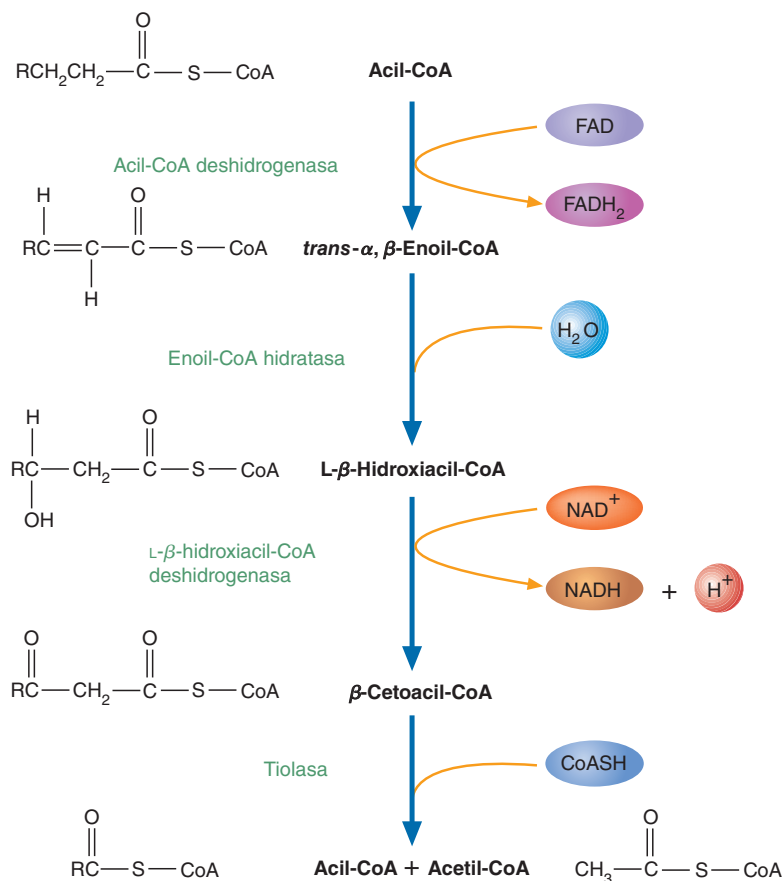 O
RCH2CH2—C—S—CoA
Acil-CoA
FAD
Acil-CoA deshidrogenasa
FADH2
H O
RC=C—C—S—CoA
H
trans-α, β-Enoil-CoA
H2O
Enoil-CoA hidratasa
H O
RC—CH2—C—S—CoA
OH
L-β-Hidroxiacil-CoA
NAD+
L-β-hidroxiacil-CoA
deshidrogenasa
NADH + H+
O O
RC—CH2—C—S—CoA
β-Cetoacil-CoA
Tiolasa
CoASH
O
RC—S—CoA
Acil-CoA + Acetil-CoA
O
CH3—C—S—CoA